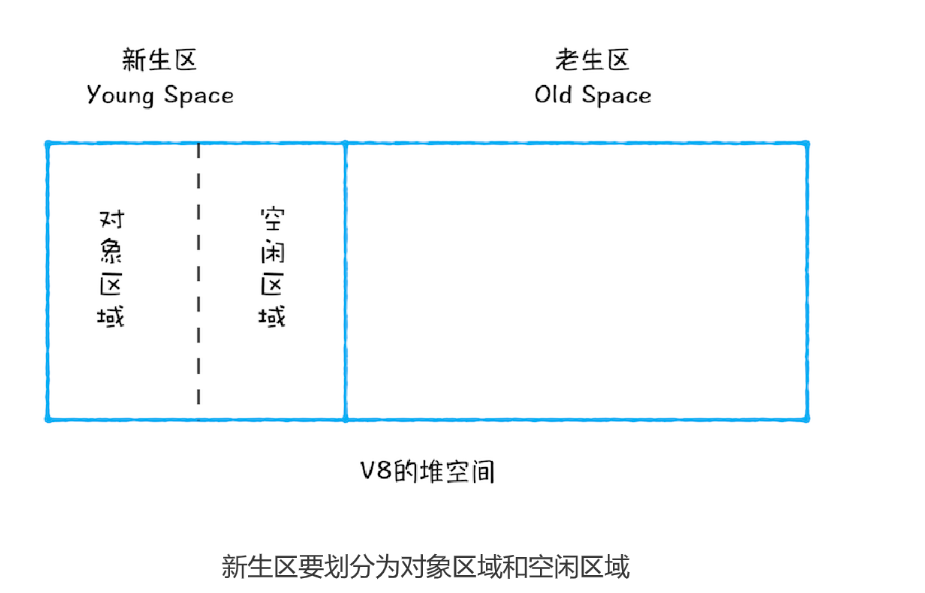 新生区
Young Space
老生区
Old Space
对象区域
空闲区域
V8的堆空间
新生区要划分为对象区域和空闲区域